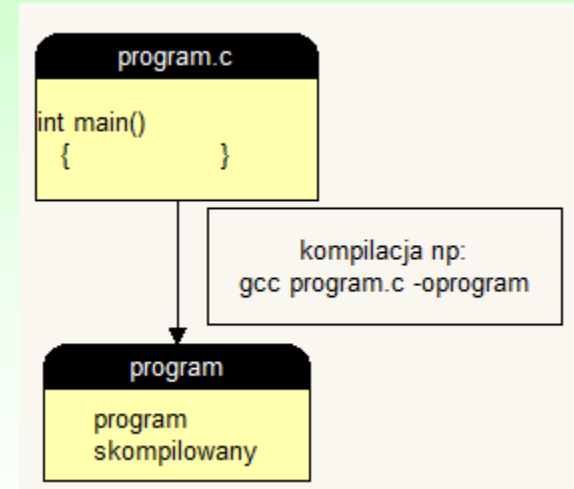 program.c
int main()
{ }
kompilacja np:
gcc program.c -oprogram
program
program
skompilowany